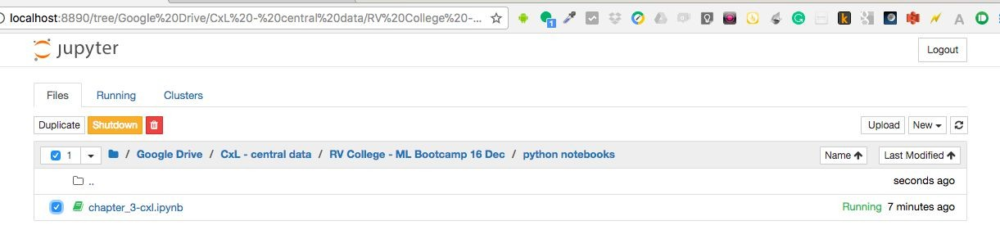 localhost:8890/tree/Google%20Drive/CxL%20-%20central%20data/RV%20College%20-...
1
jupyter
Logout
Files Running Clusters
Duplicate Shutdown Upload New
1 / Google Drive / CxL - central data / RV College - ML Bootcamp 16 Dec / python notebooks Name Last Modified
.. seconds ago
chapter_3-cxl.ipynb Running 7 minutes ago